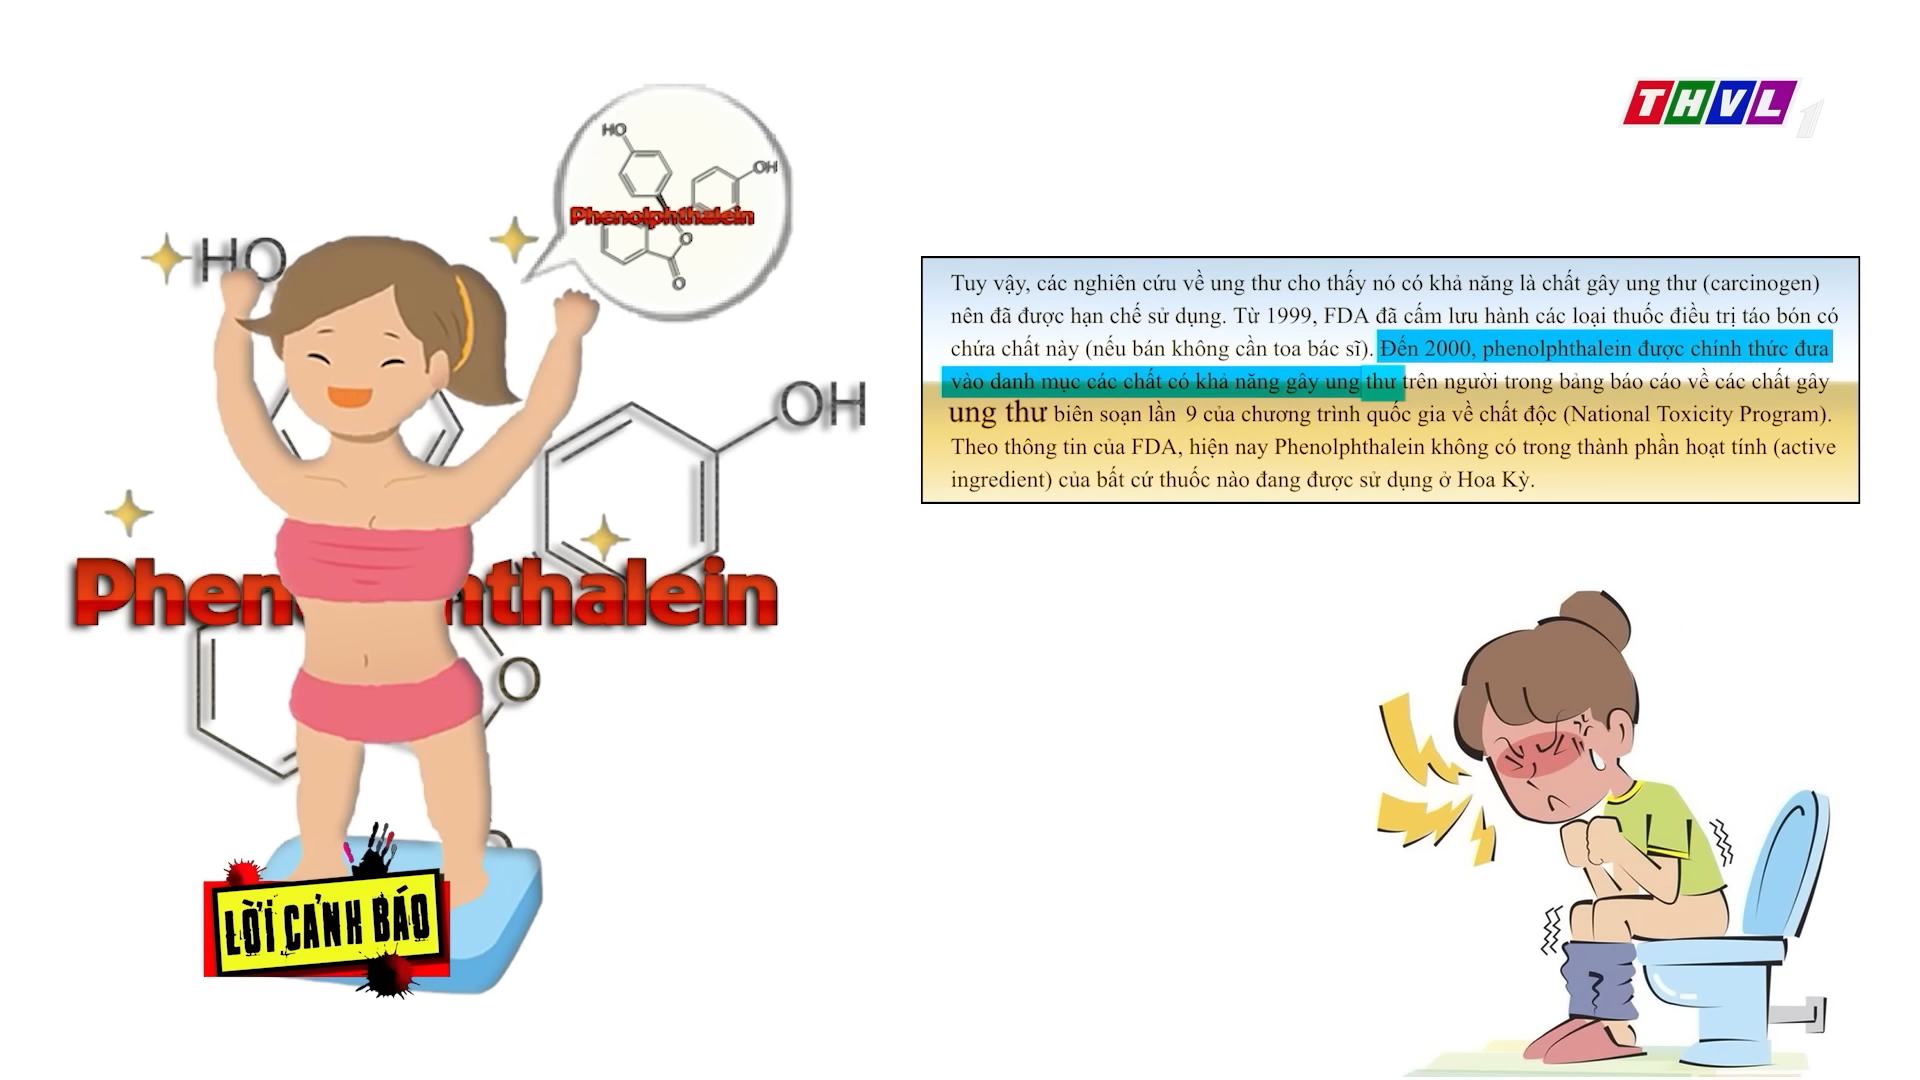 THVL 1
HO
OH
Phenolphthalein
O
O
HO
OH
Phen thalein
O
Tuy vậy, các nghiên cứu về ung thư cho thấy nó có khả năng là chất gây ung thư (carcinogen)
nên đã được hạn chế sử dụng. Từ 1999, FDA đã cấm lưu hành các loại thuốc điều trị táo bón có
chứa chất này (nếu bán không cần toa bác sĩ). Đến 2000, phenolphthalein được chính thức đưa
vào danh mục các chất có khả năng gây ung thư trên người trong bảng báo cáo về các chất gây
ung thư biên soạn lần 9 của chương trình quốc gia về chất độc (National Toxicity Program).
Theo thông tin của FDA, hiện nay Phenolphthalein không có trong thành phần hoạt tính (active
ingredient) của bất cứ thuốc nào đang được sử dụng ở Hoa Kỳ.
LỜI CẢNH BÁO